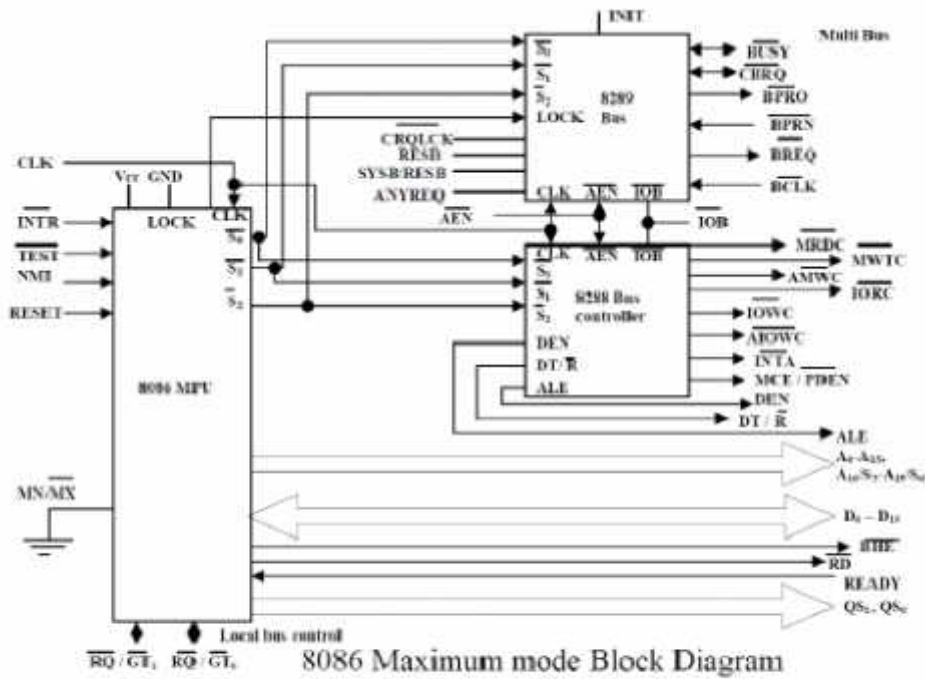 INIT
Multi Bus
S0
S1
S2
LOCK
8289
Bus
BUSY
CBRQ
BPRO
BPRN
BREQ
BCLK
CRQLCK
RESB
SYSB/RESB
ANYREQ
CLK AEN IOB
AEN
IOB
CLK
Vcc GND
LOCK
CLK
INTR
TEST
NMI
RESET
S0
S1
S2
8086 MPU
CLK AEN IOB
S1
S2
8288 Bus
controller
DEN
DT / R
ALE
MRDC
MWTC
AMWC
IORC
IOWC
AIOWC
INTA
MCE / PDEN
DEN
DT / R
ALE
A0-A15,
A16/S3-A19/S6
D0 – D15
BHE
RD
READY
QS1, QS0
MN/MX
Local bus control
RQ / GT1
RQ / GT0
8086 Maximum mode Block Diagram